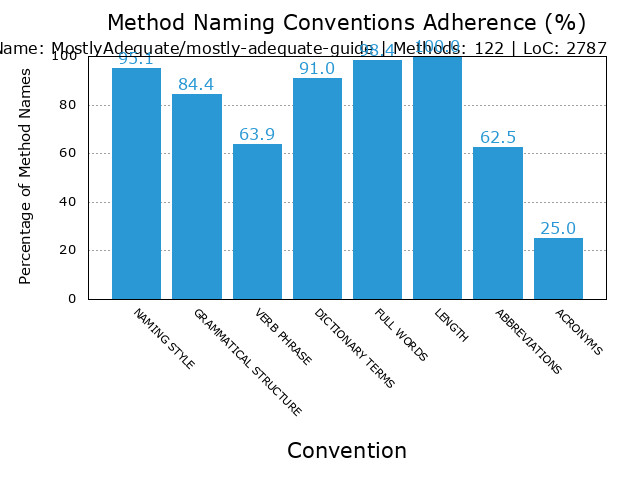 Method Naming Conventions Adherence (%)
Name: MostlyAdequate/mostly-adequate-guide | Methods: 122 | LoC: 2787
95.1
84.4
63.9
91.0
98.4
100.0
62.5
25.0
100
80
60
40
20
0
Percentage of Method Names
NAMING STYLE
GRAMMATICAL STRUCTURE
VERB PHRASE
DICTIONARY TERMS
FULL WORDS
LENGTH
ABBREVIATIONS
ACRONYMS
Convention